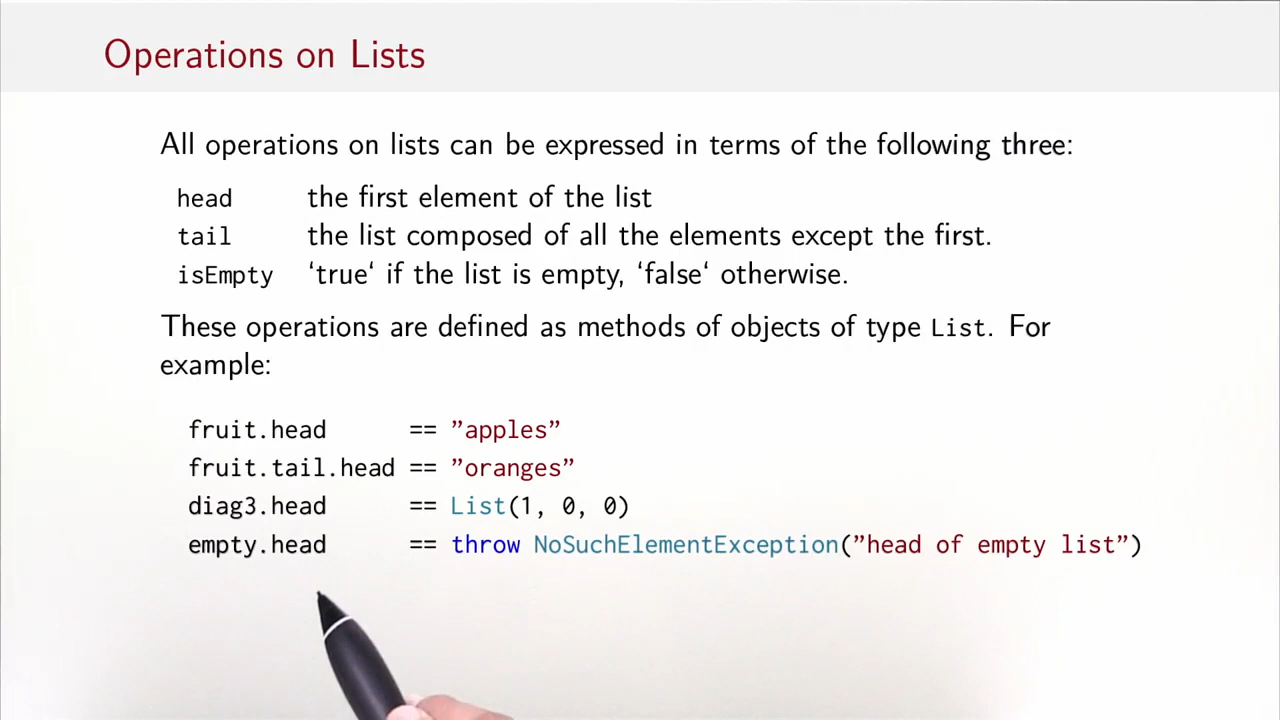 Operations on Lists
All operations on lists can be expressed in terms of the following three:
head the first element of the list
tail the list composed of all the elements except the first.
isEmpty ‘true‘ if the list is empty, ‘false‘ otherwise.
These operations are defined as methods of objects of type List. For
example:
fruit.head == ”apples”
fruit.tail.head == ”oranges”
diag3.head == List(1, 0, 0)
empty.head == throw NoSuchElementException(”head of empty list”)